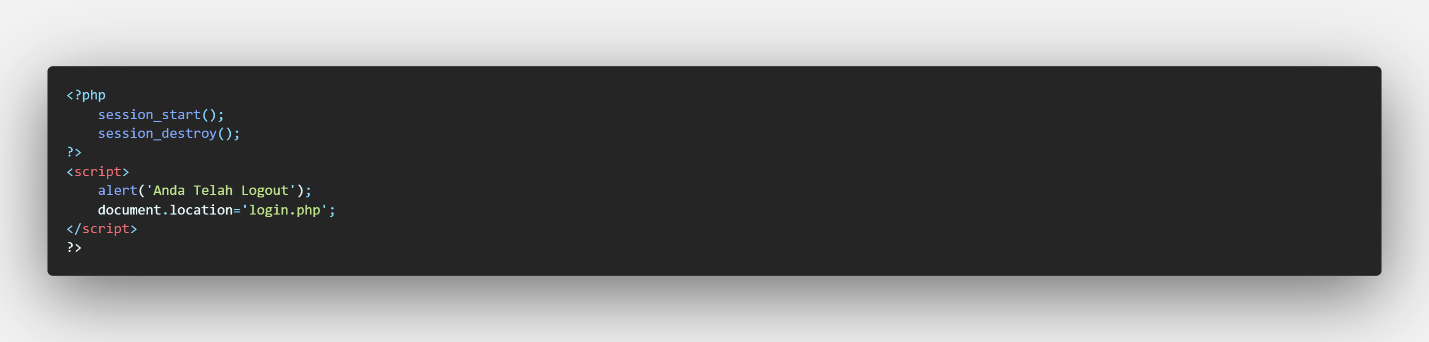 <?php
    session_start();
    session_destroy();
?>
<script>
    alert('Anda Telah Logout');
    document.location='login.php';
</script>
?>